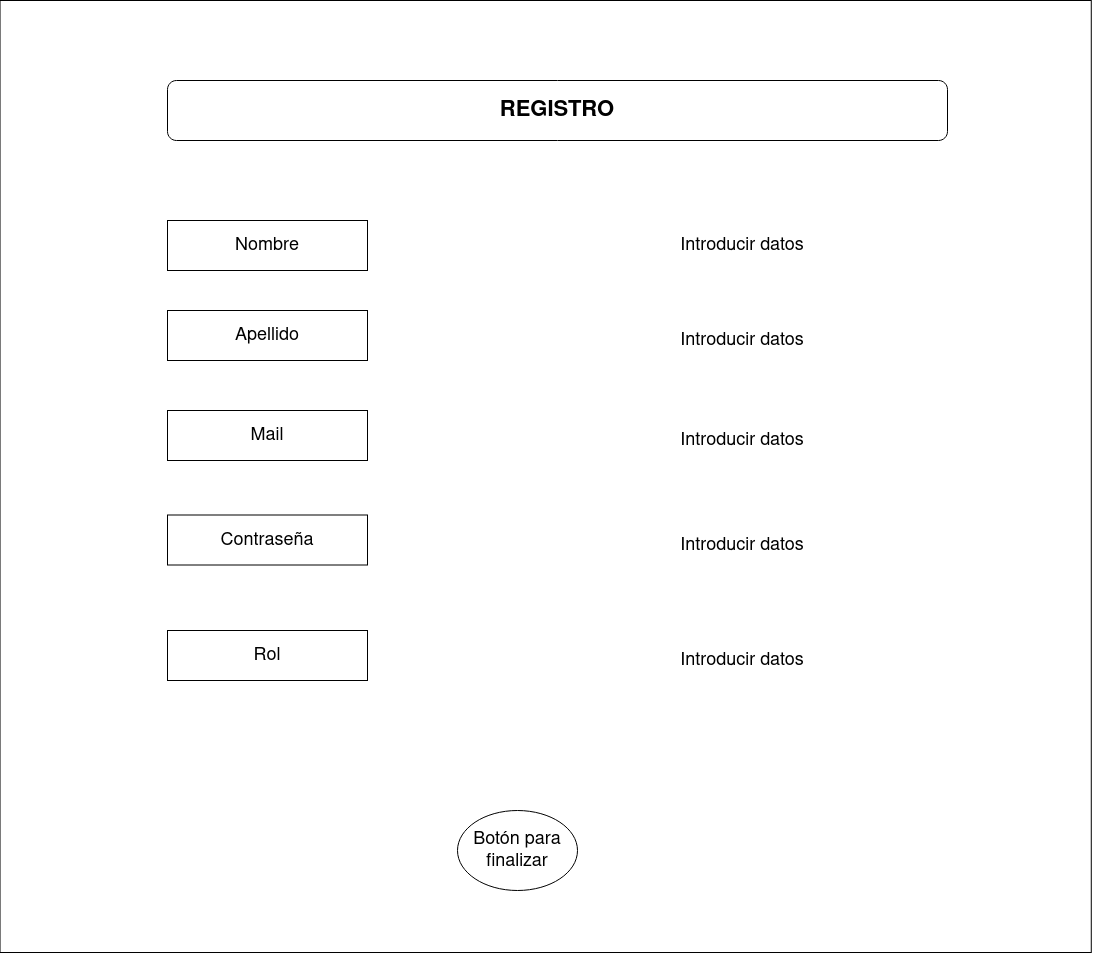 REGISTRO
Nombre
Introducir datos
Apellido
Introducir datos
Mail
Introducir datos
Contraseña
Introducir datos
Rol
Introducir datos
Botón para
finalizar